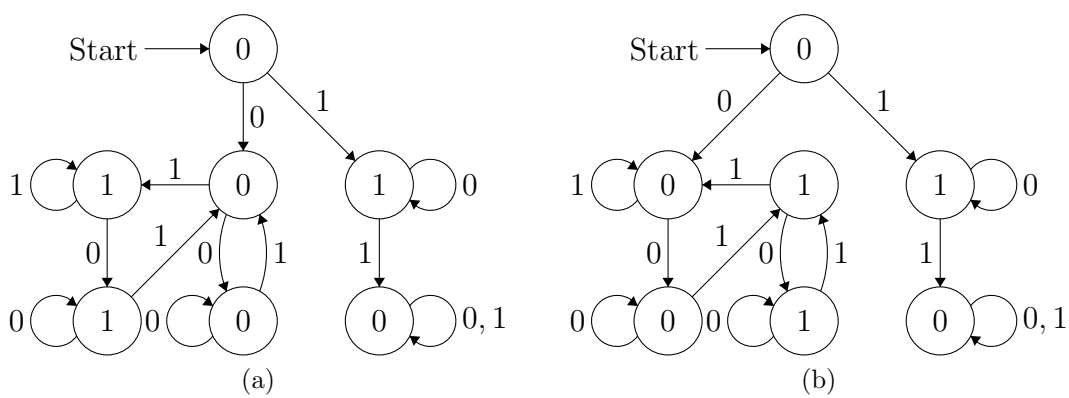 Start 0 Start 0
0 1 0 1
1 1 1 0 1 0 1 0 1 1 1 0
0 1 0 1 1 0 1 0 1 1
0 1 0 0 0 0,1 0 0 0 1 0 0,1
(a) (b)